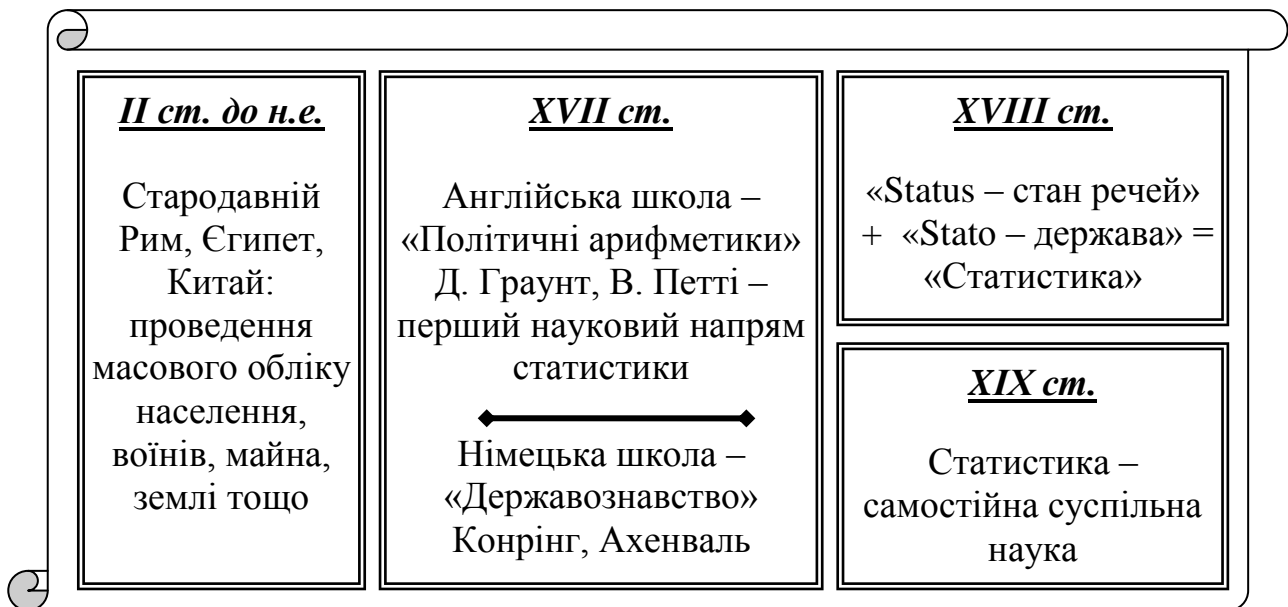 II ст. до н.е.
Стародавній
Рим, Єгипет,
Китай:
проведення
масового обліку
населення,
воїнів, майна,
землі тощо
XVII ст.
Англійська школа –
«Політичні арифметики»
Д. Граунт, В. Петті –
перший науковий напрям
статистики
Німецька школа –
«Державознавство»
Конрінг, Ахенваль
XVIII ст.
«Status – стан речей»
+ «Stato – держава» =
«Статистика»
XIX ст.
Статистика –
самостійна суспільна
наука